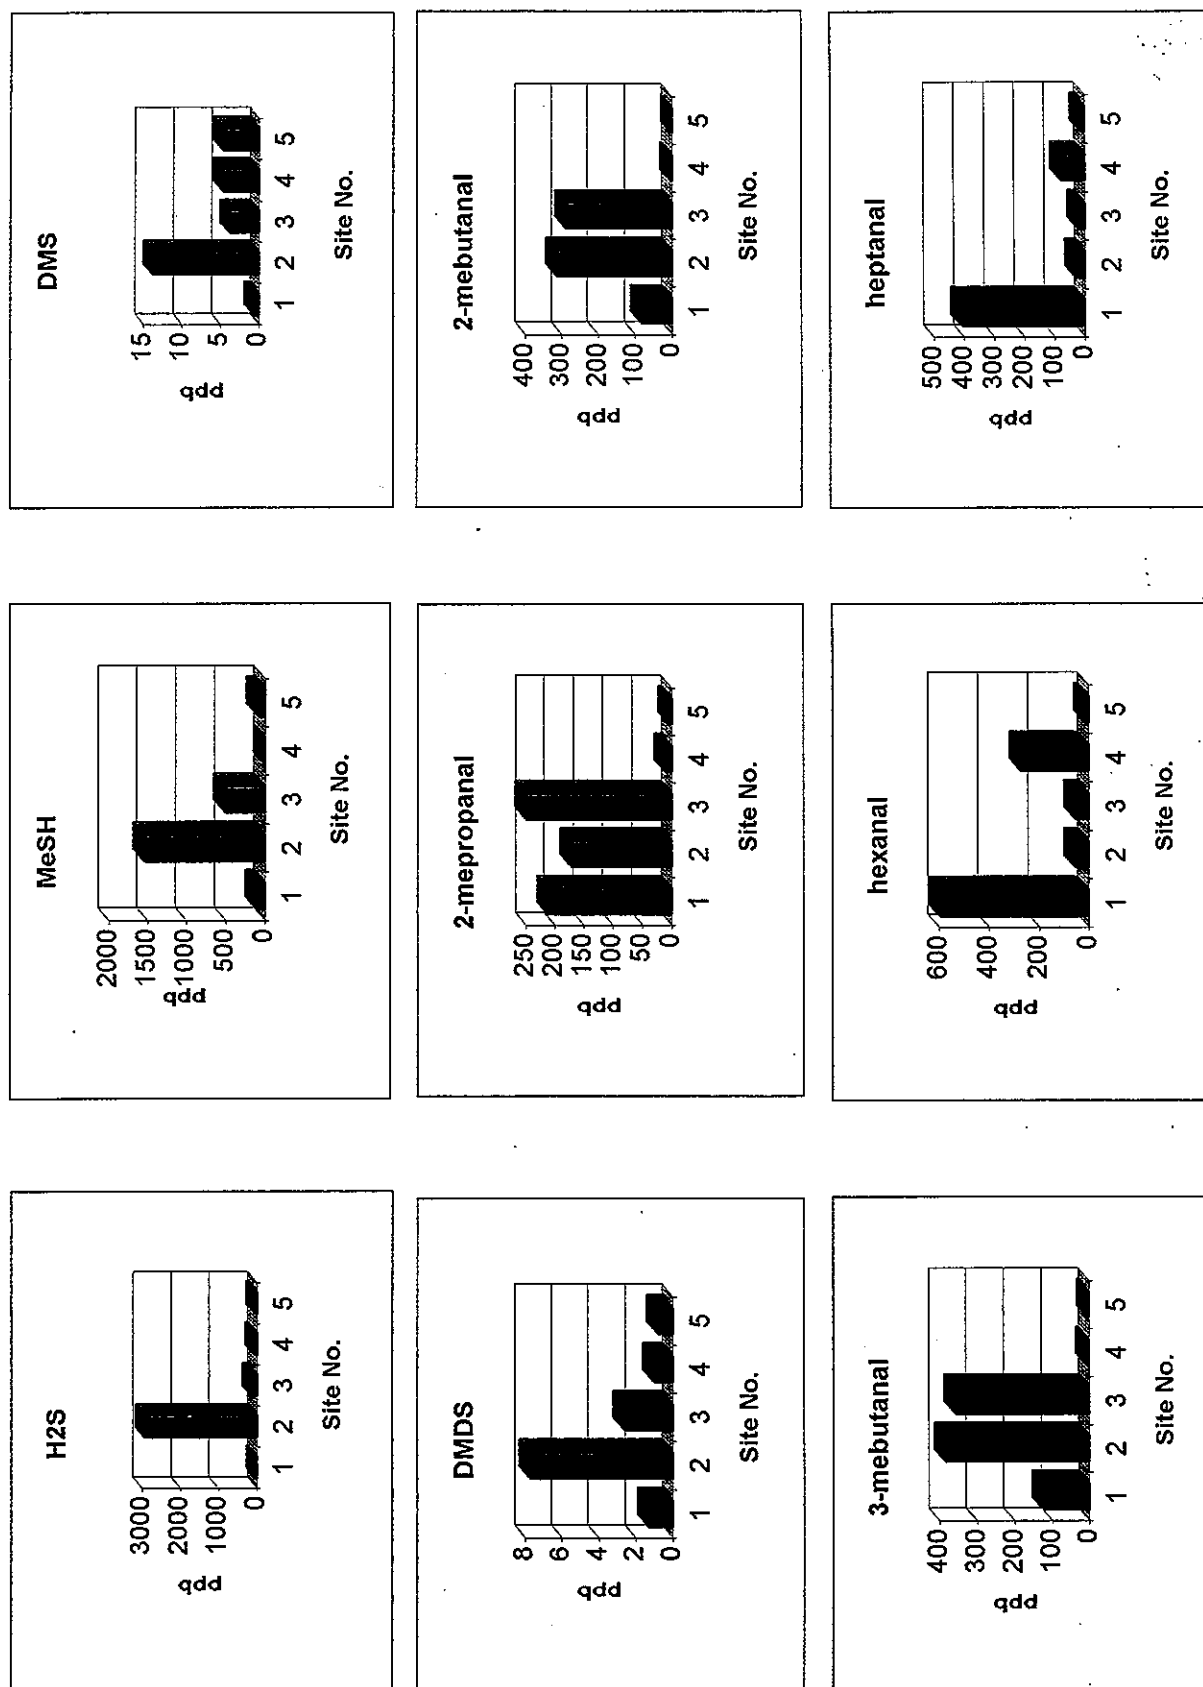 H2S
ppb
3000
2000
1000
0
1 2 3 4 5
Site No.
MeSH
ppb
2000
1500
1000
500
0
1 2 3 4 5
Site No.
DMS
ppb
15
10
5
0
1 2 3 4 5
Site No.
DMDS
ppb
8
6
4
2
0
1 2 3 4 5
Site No.
2-mepropanal
ppb
250
200
150
100
50
0
1 2 3 4 5
Site No.
2-mebutanal
ppb
400
300
200
100
0
1 2 3 4 5
Site No.
3-mebutanal
ppb
400
300
200
100
0
1 2 3 4 5
Site No.
hexanal
ppb
600
400
200
0
1 2 3 4 5
Site No.
heptanal
ppb
500
400
300
200
100
0
1 2 3 4 5
Site No.